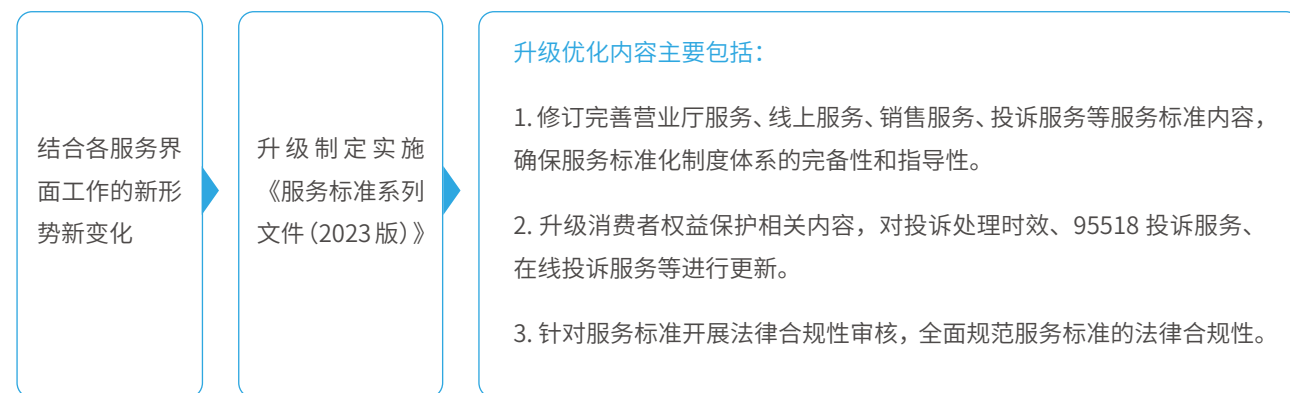 结合各服务界
面工作的新形
势新变化
升级制定实施
《服务标准系列
文件（2023版）》
升级优化内容主要包括：
1. 修订完善营业厅服务、线上服务、销售服务、投诉服务等服务标准内容，
确保服务标准化制度体系的完备性和指导性。
2. 升级消费者权益保护相关内容，对投诉处理时效、95518 投诉服务、
在线投诉服务等进行更新。
3. 针对服务标准开展法律合规性审核，全面规范服务标准的法律合规性。